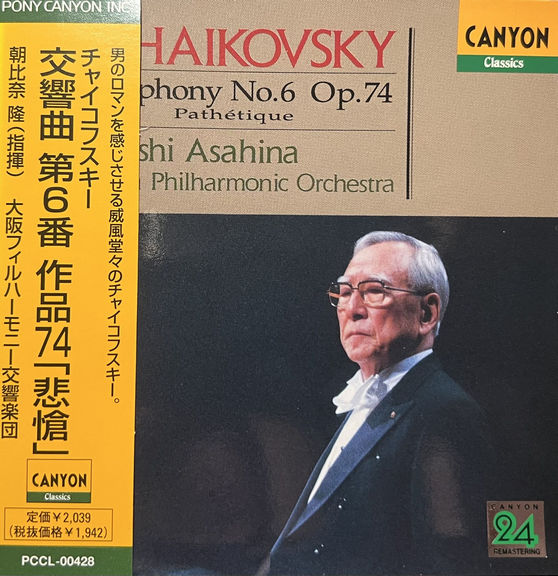 PONY CANYON INC
男のロマンを感じさせる威風堂々のチャイコフスキー。
チャイコフスキー
交響曲 第6番 作品74「悲愴」
朝比奈 隆(指揮) 大阪フィルハーモニー交響楽団
CANYON
Classics
定価¥2,039
(税抜価格¥1,942)
PCCL-00428
HAIKOVSKY
phony No.6 Op.74
Pathétique
shi Asahina
Philharmonic Orchestra
CANYON
Classics
CANYON
24
REMASTERING